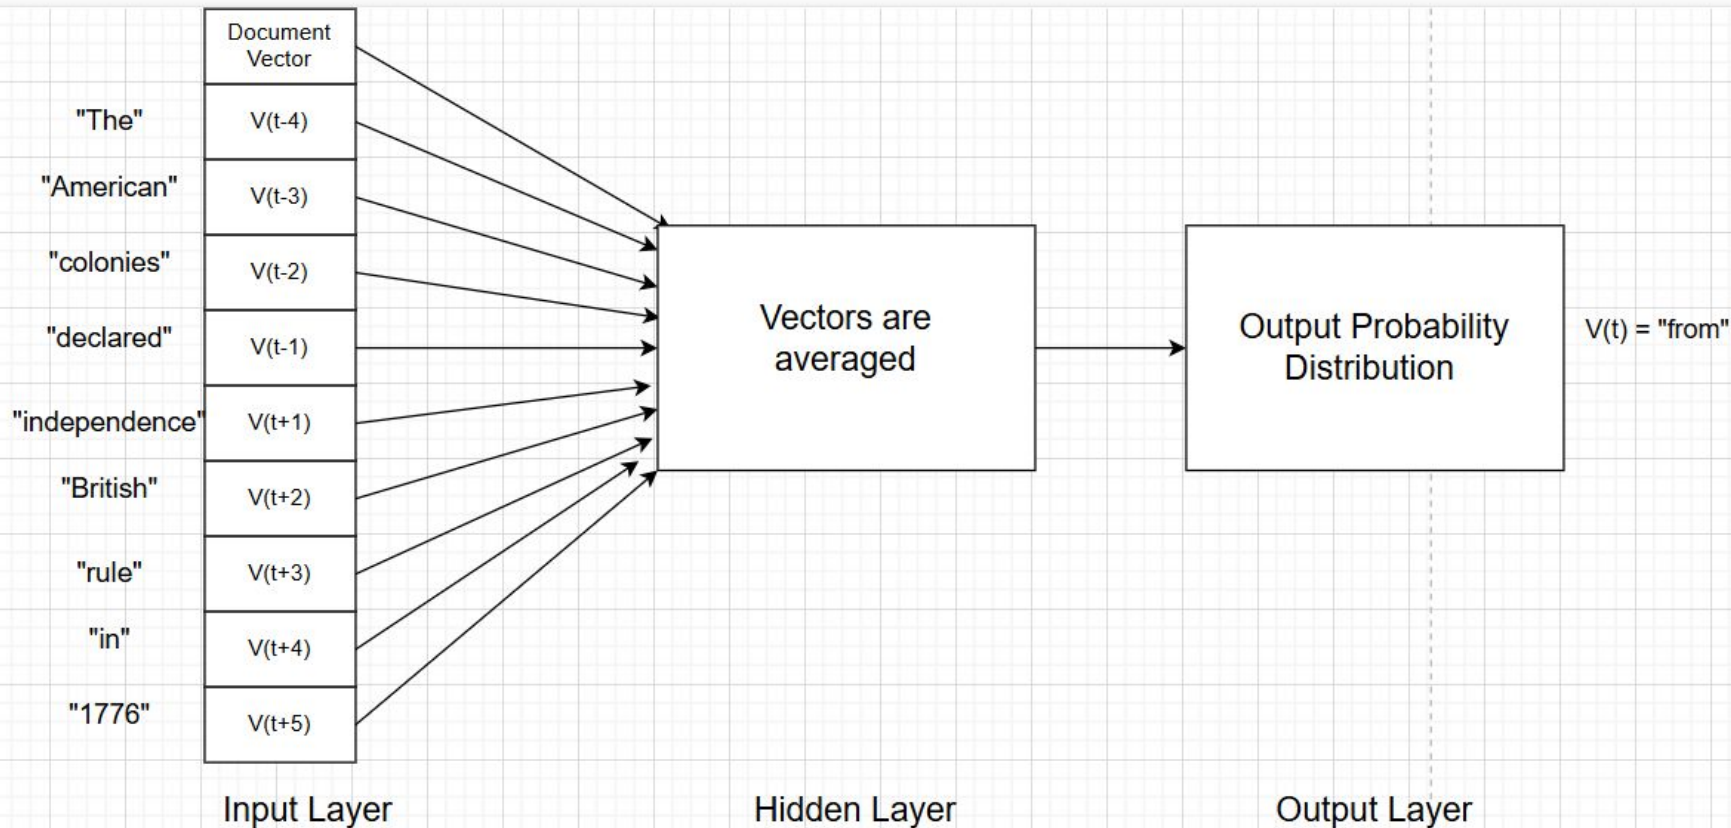 Document
Vector
"The"
V(t-4)
"American"
V(t-3)
"colonies"
V(t-2)
"declared"
V(t-1)
"independence"
V(t+1)
"British"
V(t+2)
"rule"
V(t+3)
"in"
V(t+4)
"1776"
V(t+5)
Input Layer
Vectors are
averaged
Hidden Layer
Output Probability
Distribution
V(t) = "from"
Output Layer